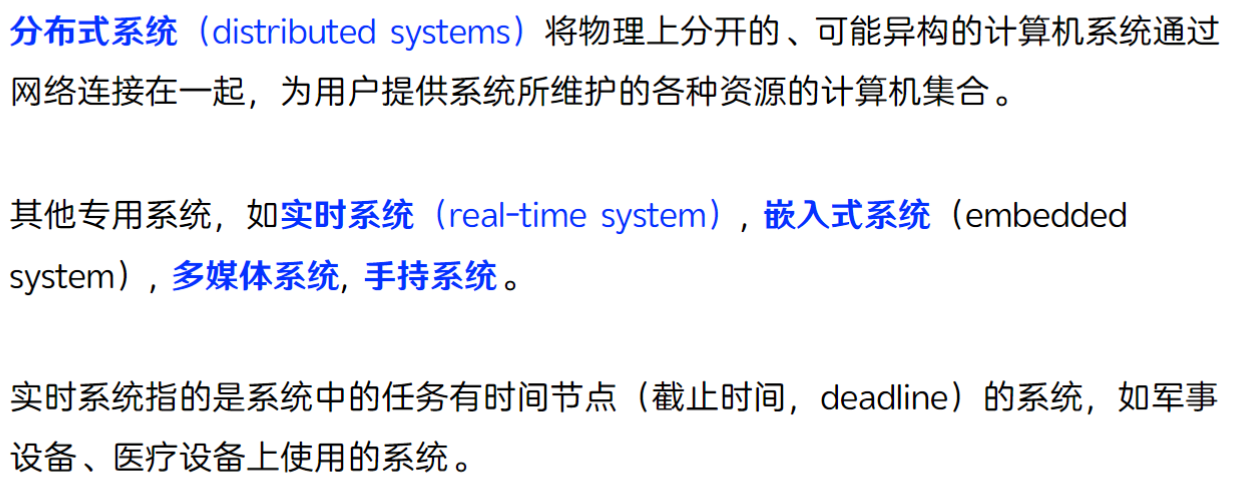 分布式系统（distributed systems）将物理上分开的、可能异构的计算机系统通过
网络连接在一起，为用户提供系统所维护的各种资源的计算机集合。
其他专用系统，如实时系统（real-time system）, 嵌入式系统（embedded
system）, 多媒体系统, 手持系统。
实时系统指的是系统中的任务有时间节点（截止时间，deadline）的系统，如军事
设备、医疗设备上使用的系统。